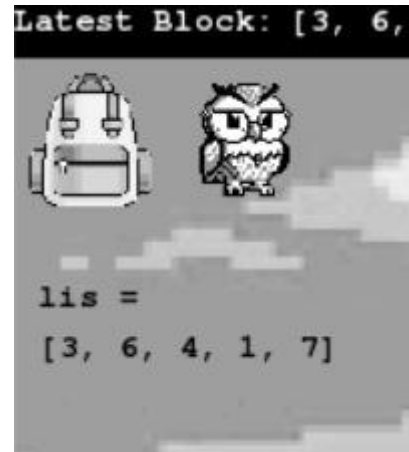 Latest Block: [3, 6,
lis =
[3, 6, 4, 1, 7]